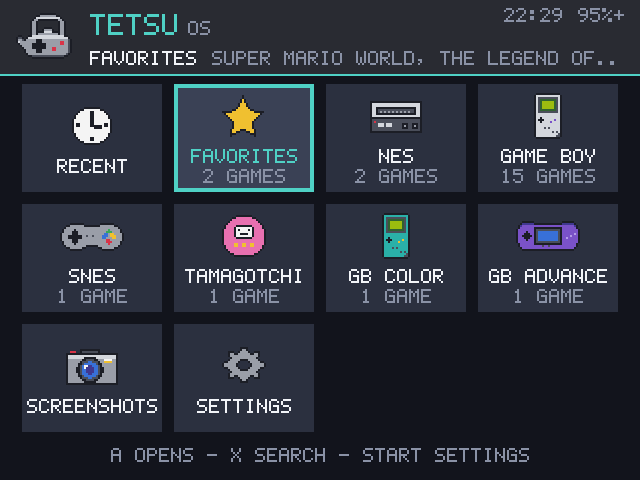 TETSU OS
22:29 95%+
FAVORITES SUPER MARIO WORLD, THE LEGEND OF..
RECENT
FAVORITES
2 GAMES
NES
2 GAMES
GAME BOY
15 GAMES
SNES
1 GAME
TAMAGOTCHI
1 GAME
GB COLOR
1 GAME
GB ADVANCE
1 GAME
SCREENSHOTS
SETTINGS
A OPENS - X SEARCH - START SETTINGS